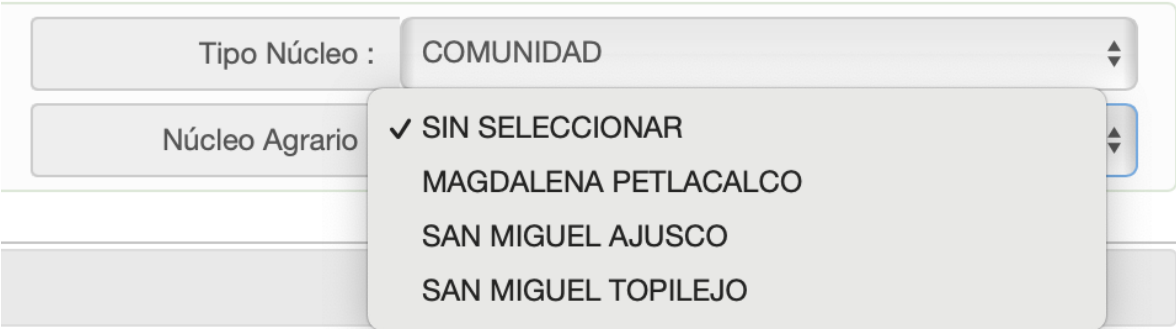 Tipo Núcleo : COMUNIDAD
Núcleo Agrario ✓ SIN SELECCIONAR
MAGDALENA PETLACALCO
SAN MIGUEL AJUSCO
SAN MIGUEL TOPILEJO